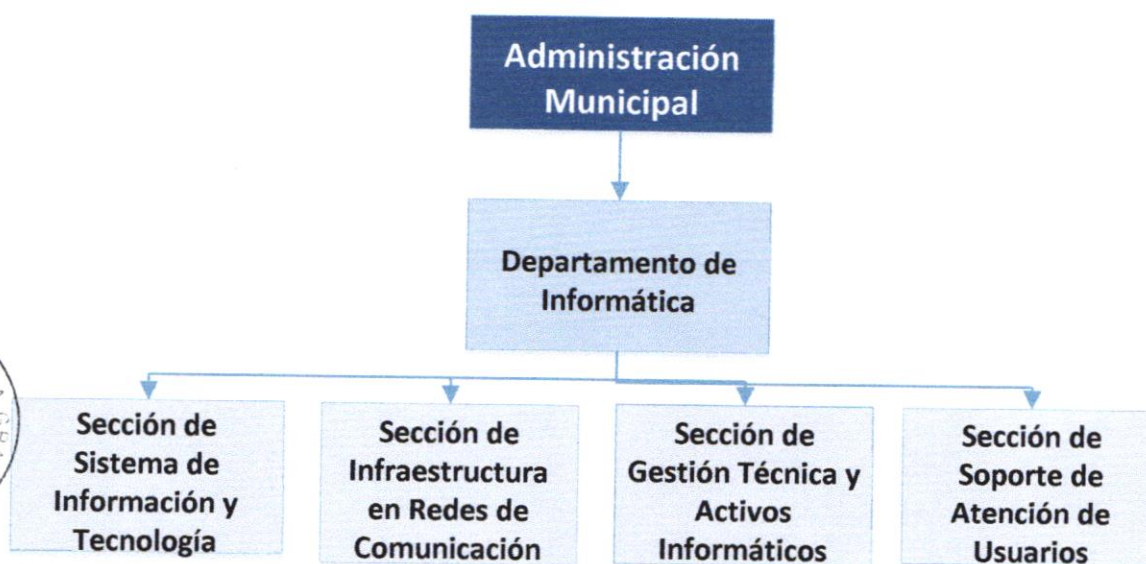 Administración
Municipal
Departamento de
Informática
Sección de
Sistema de
Información y
Tecnología
Sección de
Infraestructura
en Redes de
Comunicación
Sección de
Gestión Técnica y
Activos
Informáticos
Sección de
Soporte de
Atención de
Usuarios